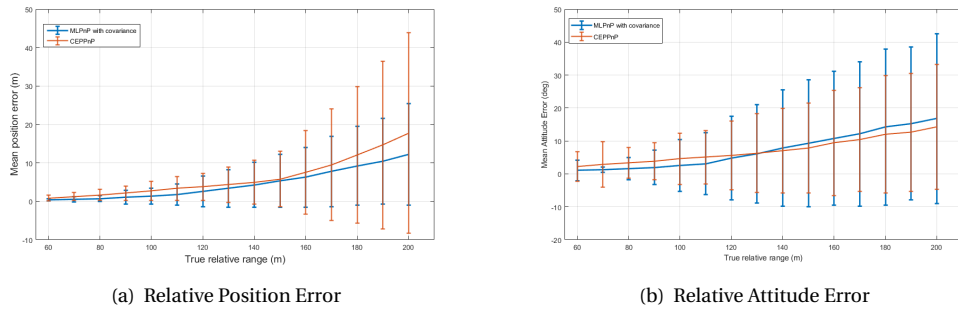 MLPnP with covariance
CEPPnP
Mean position error (m)
50
40
30
20
10
0
-10
60 80 100 120 140 160 180 200
True relative range (m)
(a) Relative Position Error
MLPnP with covariance
CEPPnP
Mean Attitude Error (deg)
50
40
30
20
10
0
-10
-20
60 80 100 120 140 160 180 200
True relative range (m)
(b) Relative Attitude Error